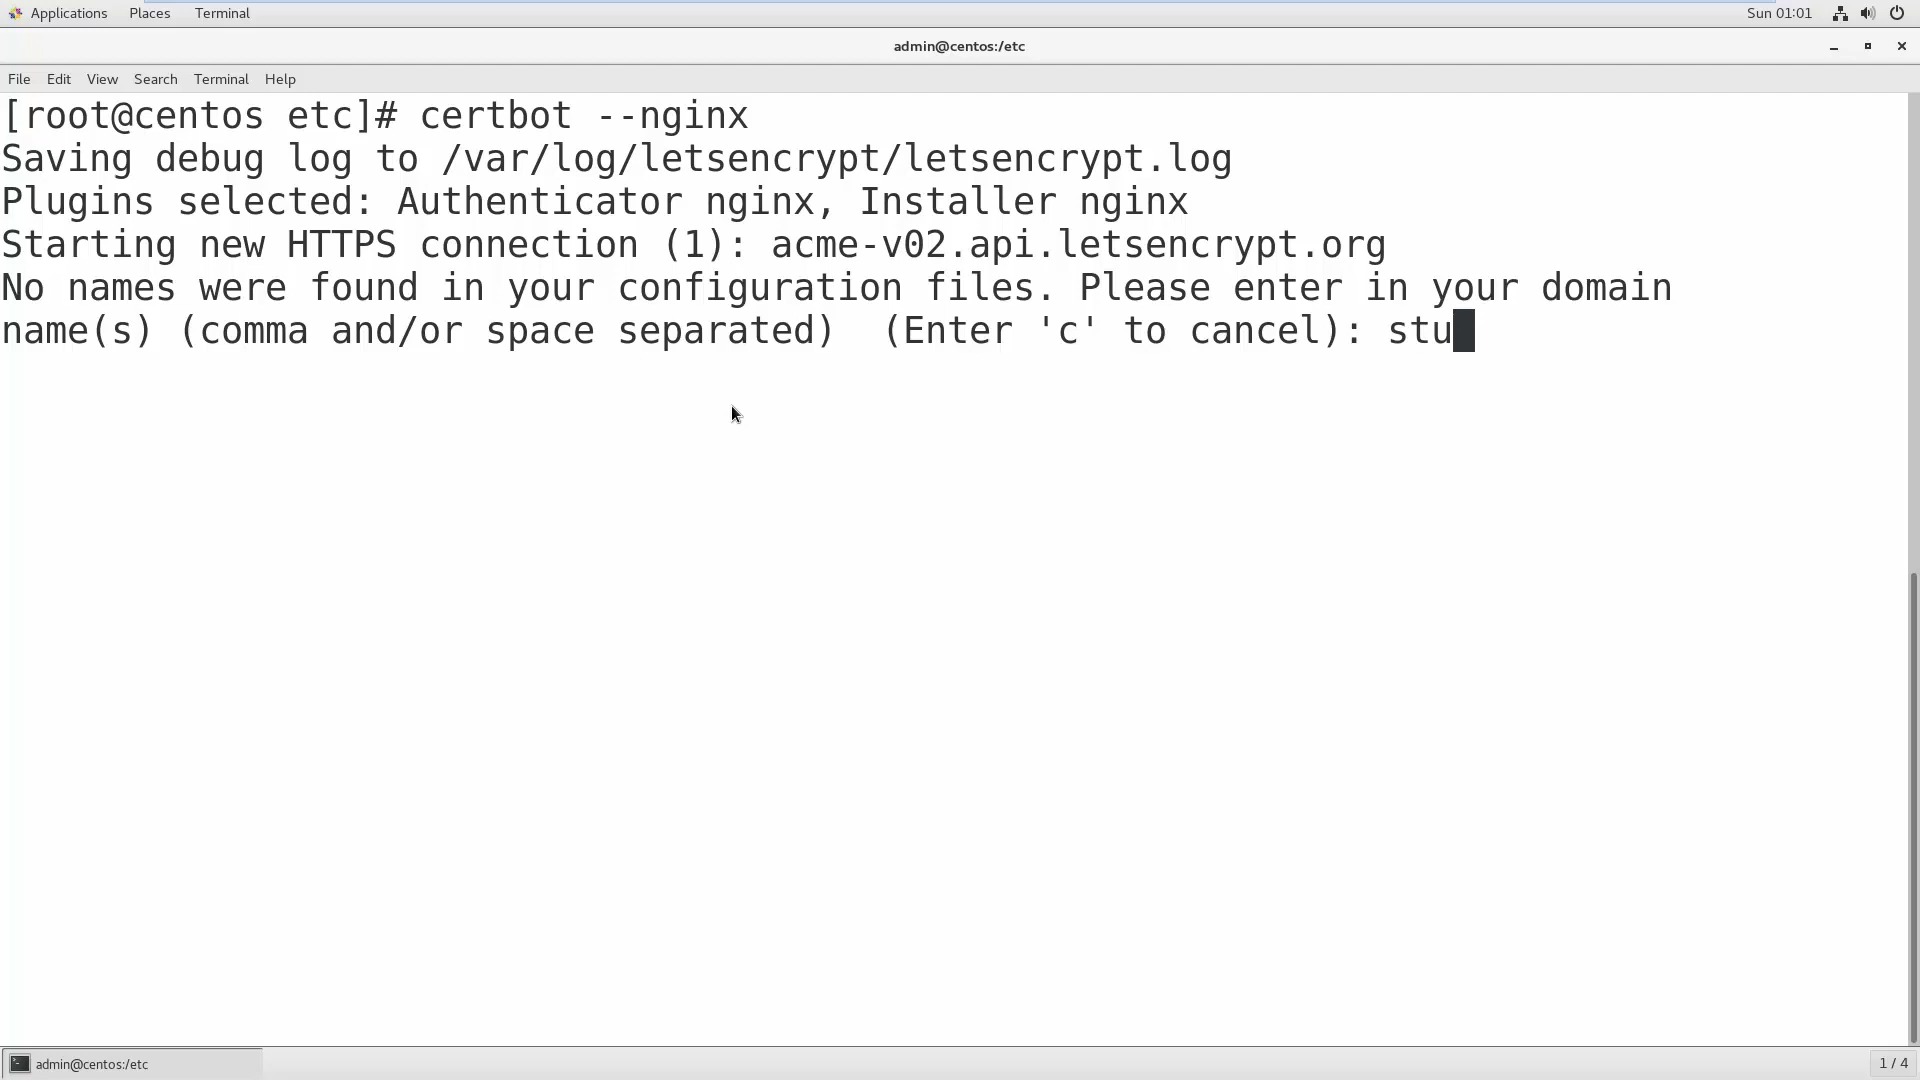 Applications Places Terminal Sun 01:01
admin@centos:/etc
File Edit View Search Terminal Help
[root@centos etc]# certbot --nginx
Saving debug log to /var/log/letsencrypt/letsencrypt.log
Plugins selected: Authenticator nginx, Installer nginx
Starting new HTTPS connection (1): acme-v02.api.letsencrypt.org
No names were found in your configuration files. Please enter in your domain
name(s) (comma and/or space separated)  (Enter 'c' to cancel): stu
admin@centos:/etc 1 / 4